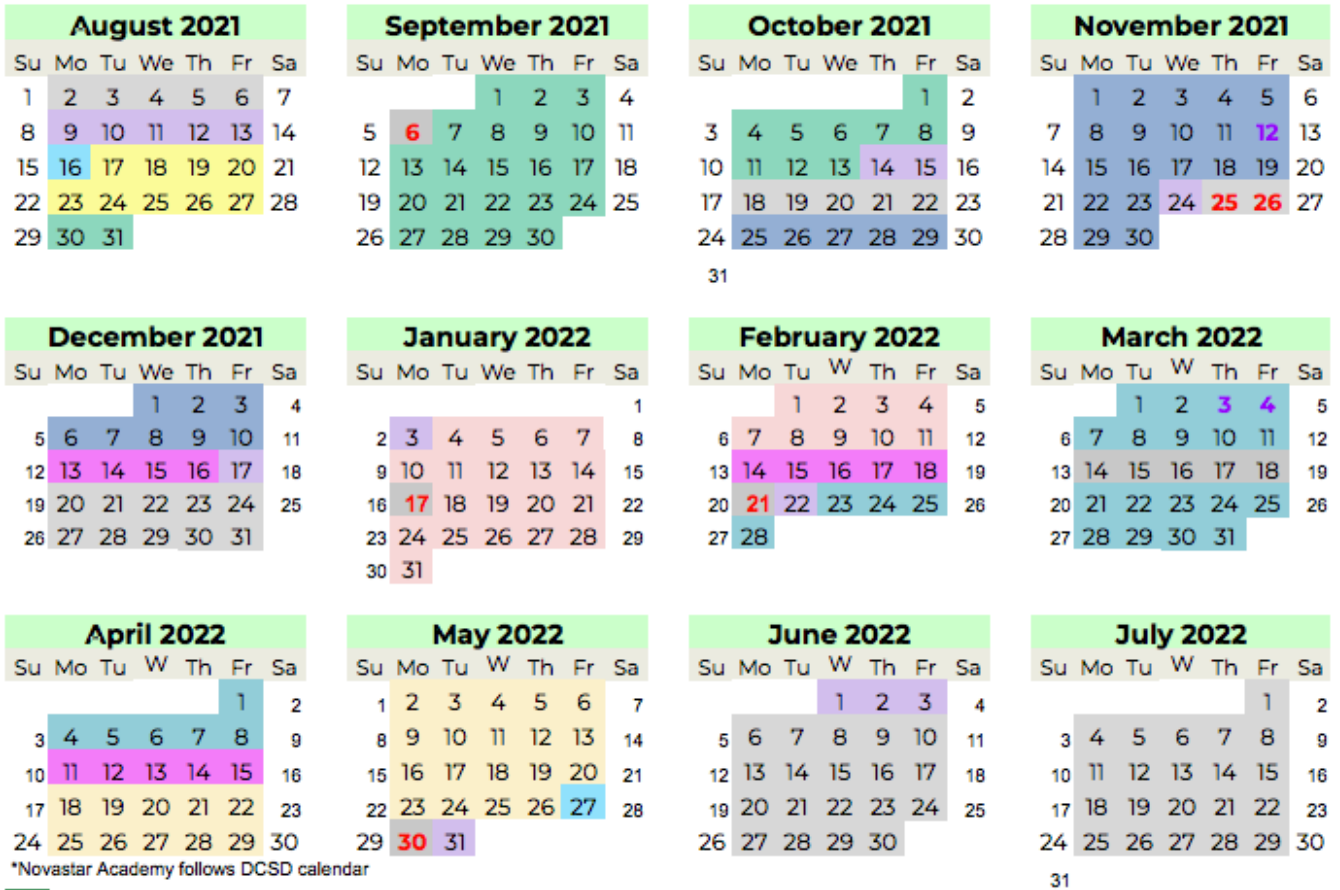 August 2021 September 2021 October 2021 November 2021
Su Mo Tu We Th Fr Sa Su Mo Tu We Th Fr Sa Su Mo Tu We Th Fr Sa Su Mo Tu We Th Fr Sa
1 2 3 4 5 6 7 1 2 3 4 1 2 1 2 3 4 5 6
8 9 10 11 12 13 14 5 6 7 8 9 10 11 3 4 5 6 7 8 9 7 8 9 10 11 12 13
15 16 17 18 19 20 21 12 13 14 15 16 17 18 10 11 12 13 14 15 16 14 15 16 17 18 19 20
22 23 24 25 26 27 28 19 20 21 22 23 24 25 17 18 19 20 21 22 23 21 22 23 24 25 26 27
29 30 31 26 27 28 29 30 24 25 26 27 28 29 30 28 29 30
31
December 2021 January 2022 February 2022 March 2022
Su Mo Tu We Th Fr Sa Su Mo Tu We Th Fr Sa Su Mo Tu W Th Fr Sa Su Mo Tu W Th Fr Sa
1 2 3 4 1 1 2 3 4 5 1 2 3 4 5
5 6 7 8 9 10 11 2 3 4 5 6 7 8 6 7 8 9 10 11 12 6 7 8 9 10 11 12
12 13 14 15 16 17 18 9 10 11 12 13 14 15 13 14 15 16 17 18 19 13 14 15 16 17 18 19
19 20 21 22 23 24 25 16 17 18 19 20 21 22 20 21 22 23 24 25 26 20 21 22 23 24 25 26
26 27 28 29 30 31 23 24 25 26 27 28 29 27 28 27 28 29 30 31
30 31
April 2022 May 2022 June 2022 July 2022
Su Mo Tu W Th Fr Sa Su Mo Tu W Th Fr Sa Su Mo Tu W Th Fr Sa Su Mo Tu W Th Fr Sa
1 2 1 2 3 4 5 6 7 1 2 3 4 1 2
3 4 5 6 7 8 9 8 9 10 11 12 13 14 5 6 7 8 9 10 11 3 4 5 6 7 8 9
10 11 12 13 14 15 16 15 16 17 18 19 20 21 12 13 14 15 16 17 18 10 11 12 13 14 15 16
17 18 19 20 21 22 23 22 23 24 25 26 27 28 19 20 21 22 23 24 25 17 18 19 20 21 22 23
24 25 26 27 28 29 30 29 30 31 26 27 28 29 30 24 25 26 27 28 29 30
*Novastar Academy follows DCSD calendar
31